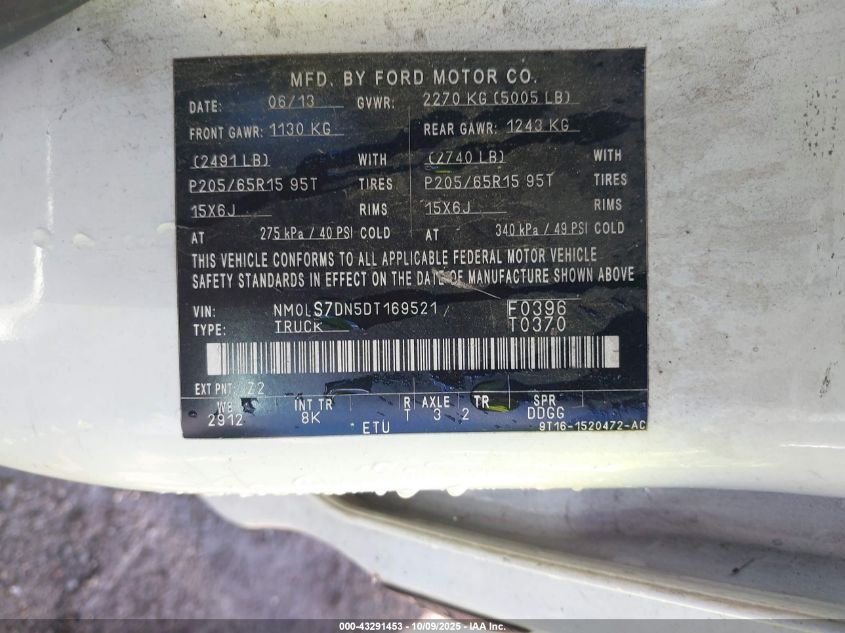 MFD. BY FORD MOTOR CO.
DATE: 06/13 GVWR: 2270 KG (5005 LB)
FRONT GAWR: 1130 KG REAR GAWR: 1243 KG
(2491 LB) WITH (2740 LB) WITH
P205/65R15 95T TIRES P205/65R15 95T TIRES
15X6J RIMS 15X6J RIMS
AT 275 kPa / 40 PSI COLD AT 340 kPa / 49 PSI COLD
THIS VEHICLE CONFORMS TO ALL APPLICABLE FEDERAL MOTOR VEHICLE
SAFETY STANDARDS IN EFFECT ON THE DATE OF MANUFACTURE SHOWN ABOVE
VIN: NM0LS7DN5DT169521 F0396
TYPE: TRUCK T0370
EXT PNT: Z2
WB INT TR R AXLE TR SPR
2912 8K T 3 2 DDGG
ETU 9T16-1520472-AC
000-43291453 - 10/09/2025 - IAA Inc.